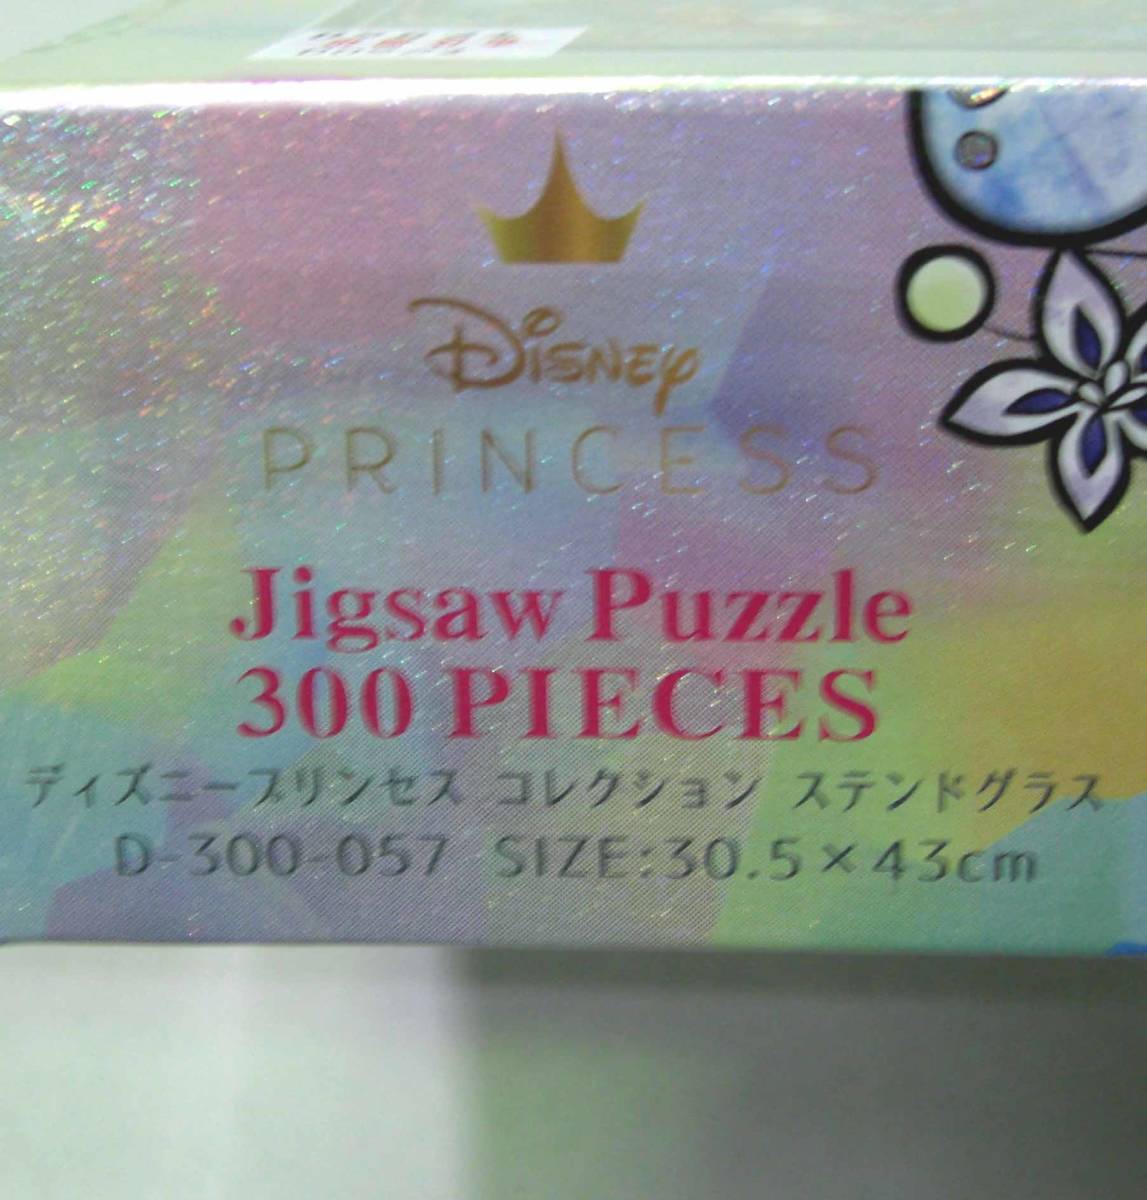 Disney
PRINCESS
Jigsaw Puzzle
300 PIECES
ディズニープリンセス コレクション ステンドグラス
D-300-057 SIZE:30.5×43cm